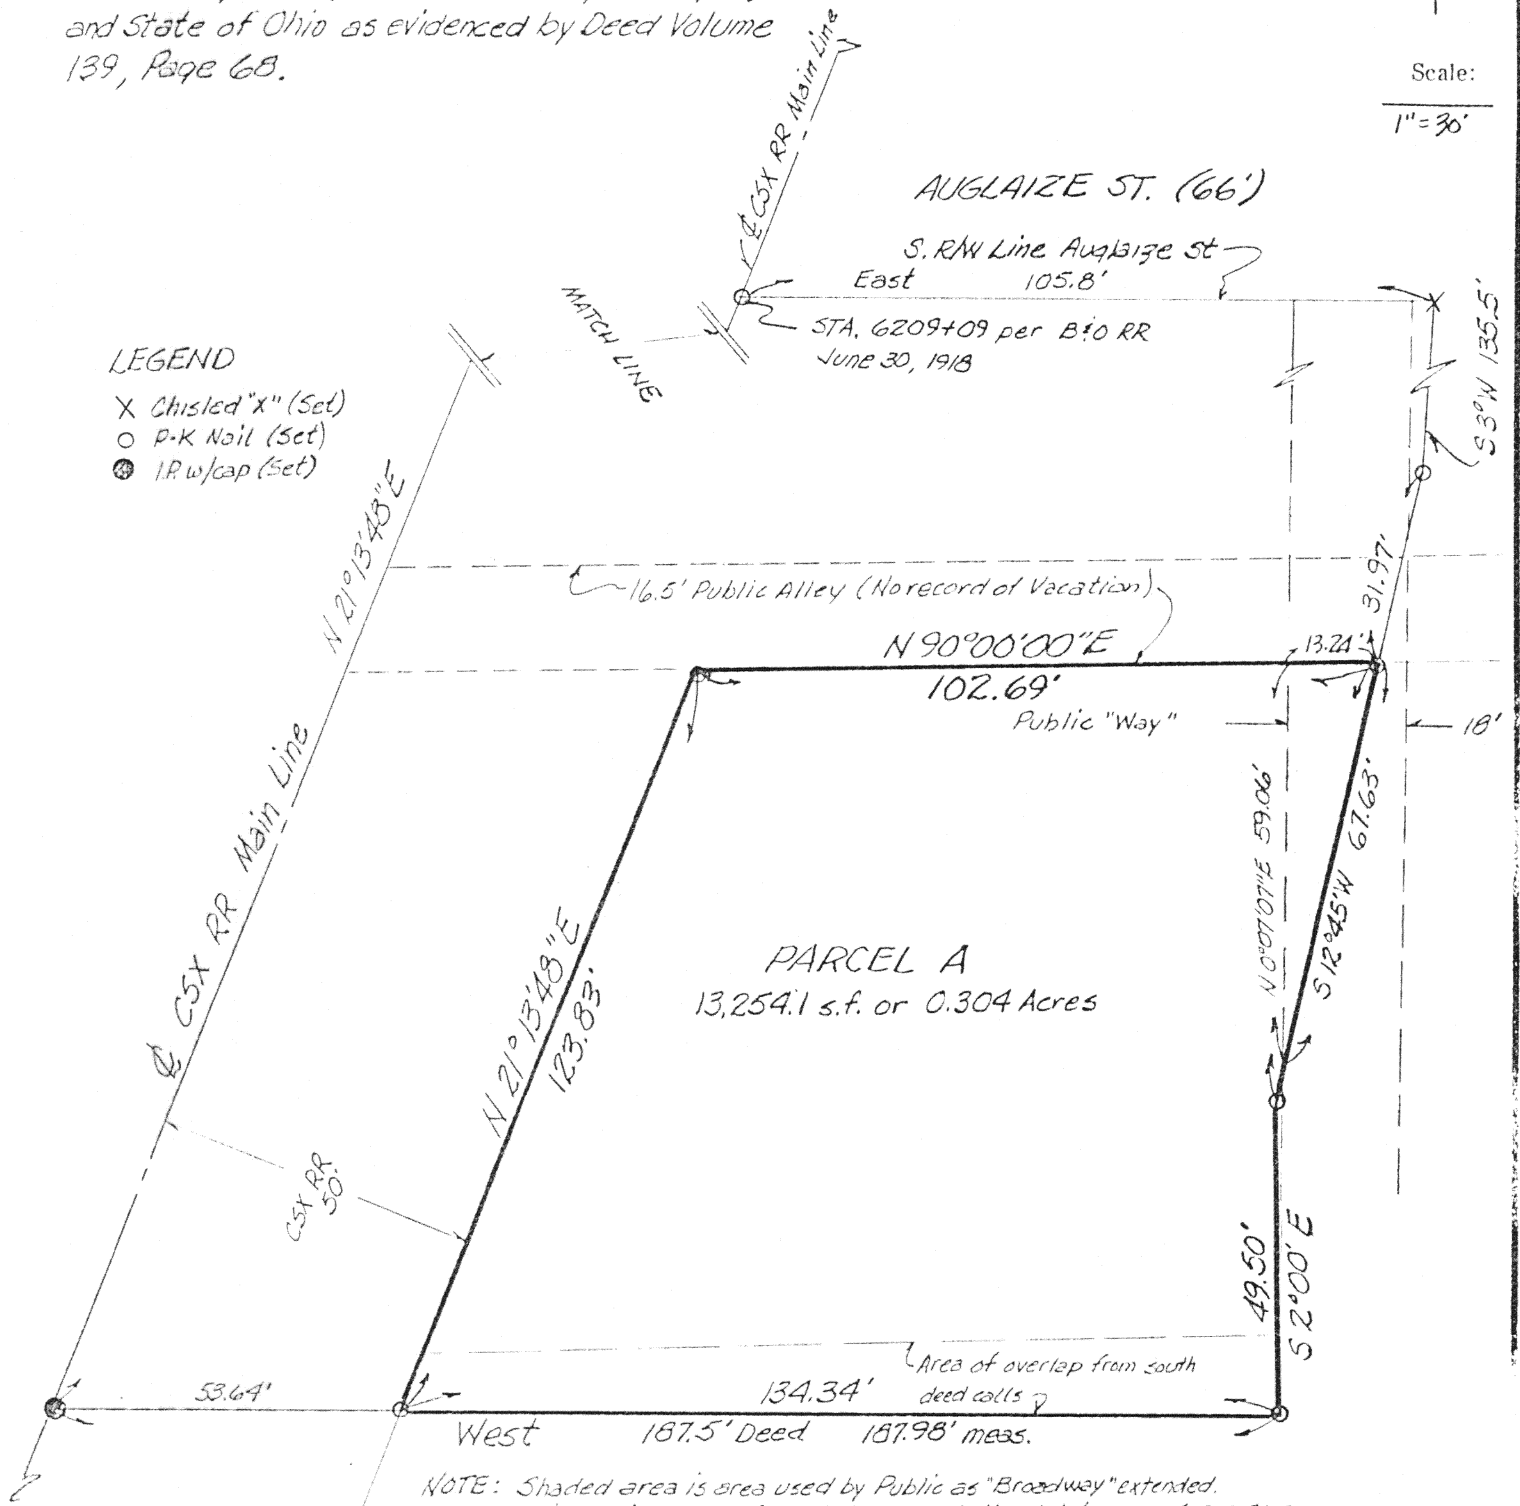 and State of Ohio as evidenced by Deed Volume
139, Page 68.
Scale:
1"=30'
℄ CSX RR Main Line
AUGLAIZE ST. (66')
S. R/W Line Auglaize St
East 105.8'
STA. 6209+09 per B&O RR
June 30, 1918
MATCH LINE
S 3°W 135.5'
LEGEND
X Chisled "X" (Set)
O P-K Nail (Set)
● I.P. w/cap (Set)
N 21°13'48"E
16.5' Public Alley (No record of Vacation)
31.97'
N 90°00'00"E
13.24'
102.69'
Public "Way"
18'
℄ CSX RR Main Line
N0°07'07"E 59.06'
S 12°45'W 67.63'
N 21°13'48"E
123.83'
PARCEL A
13,254.1 s.f. or 0.304 Acres
CSX RR.
50'
49.50'
S 2°00'E
Area of overlap from south
deed calls
53.64'
134.34'
West 187.5' Deed 187.98' meas.
NOTE: Shaded area is area used by Public as "Broadway" extended.